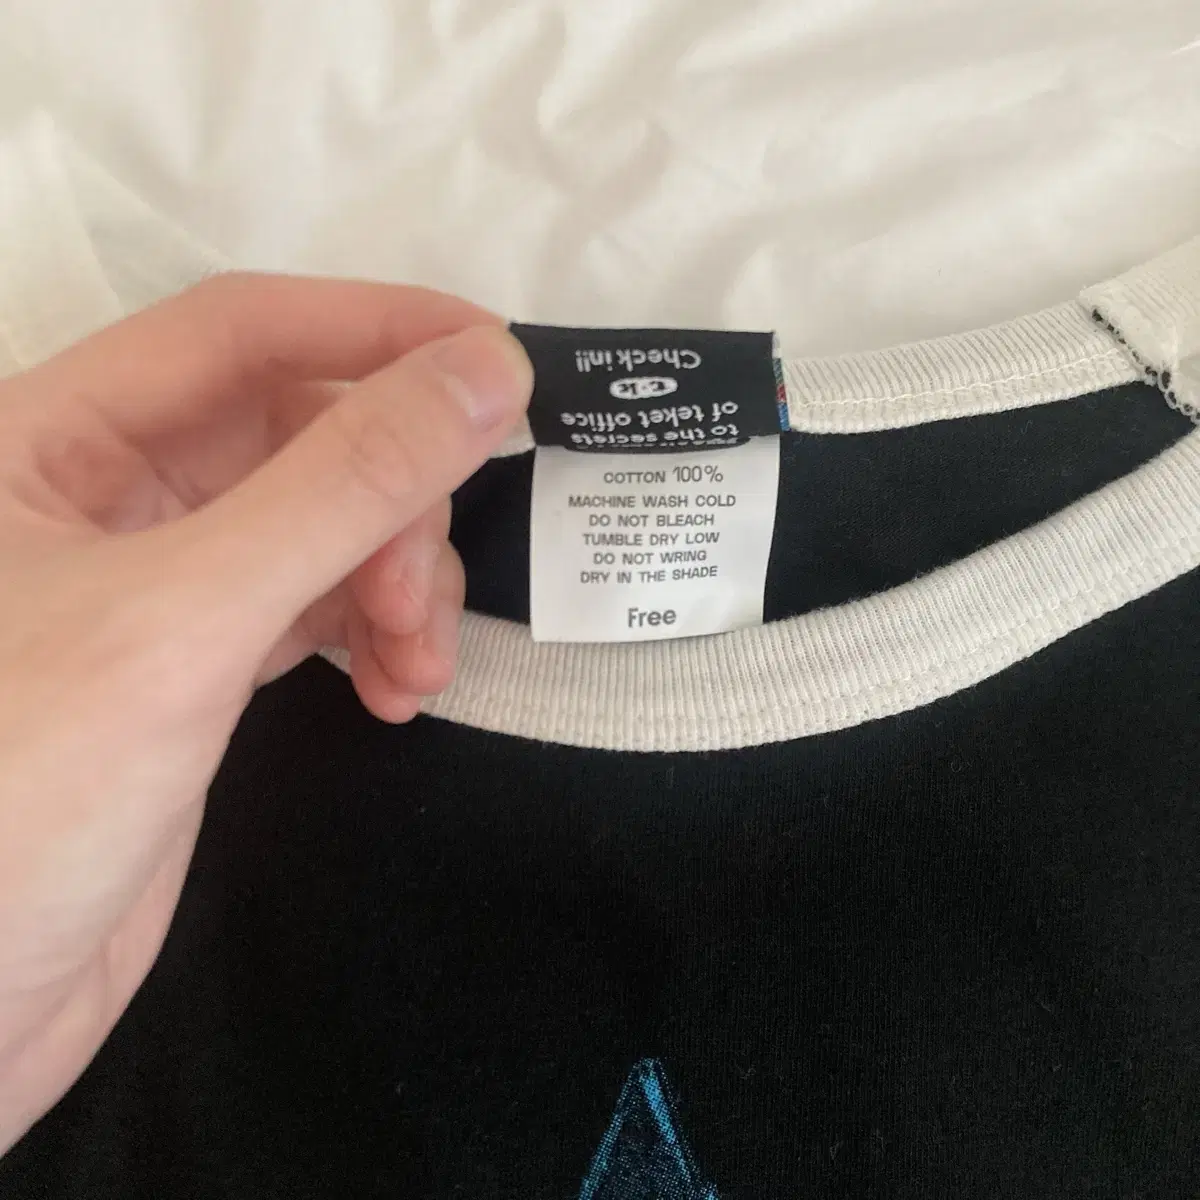 to the secrets
of teket office
Check in!!
COTTON 100%
MACHINE WASH COLD
DO NOT BLEACH
TUMBLE DRY LOW
DO NOT WRING
DRY IN THE SHADE
Free